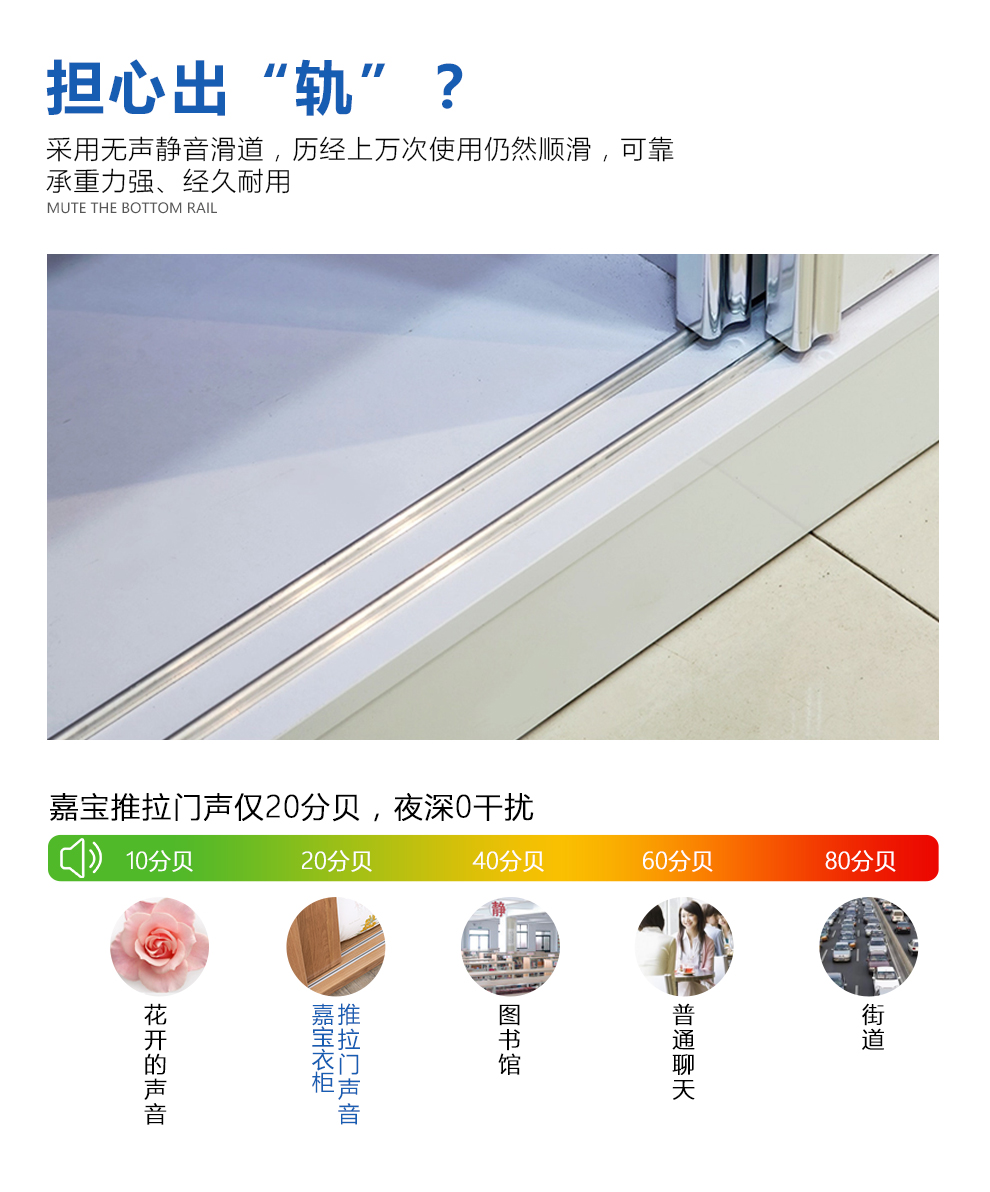 担心出“轨”？
采用无声静音滑道，历经上万次使用仍然顺滑，可靠
承重力强、经久耐用
MUTE THE BOTTOM RAIL
嘉宝推拉门声仅20分贝，夜深0干扰
10分贝 20分贝 40分贝 60分贝 80分贝
静
花开的声音
嘉宝衣柜
推拉门声音
图书馆
普通聊天
街道